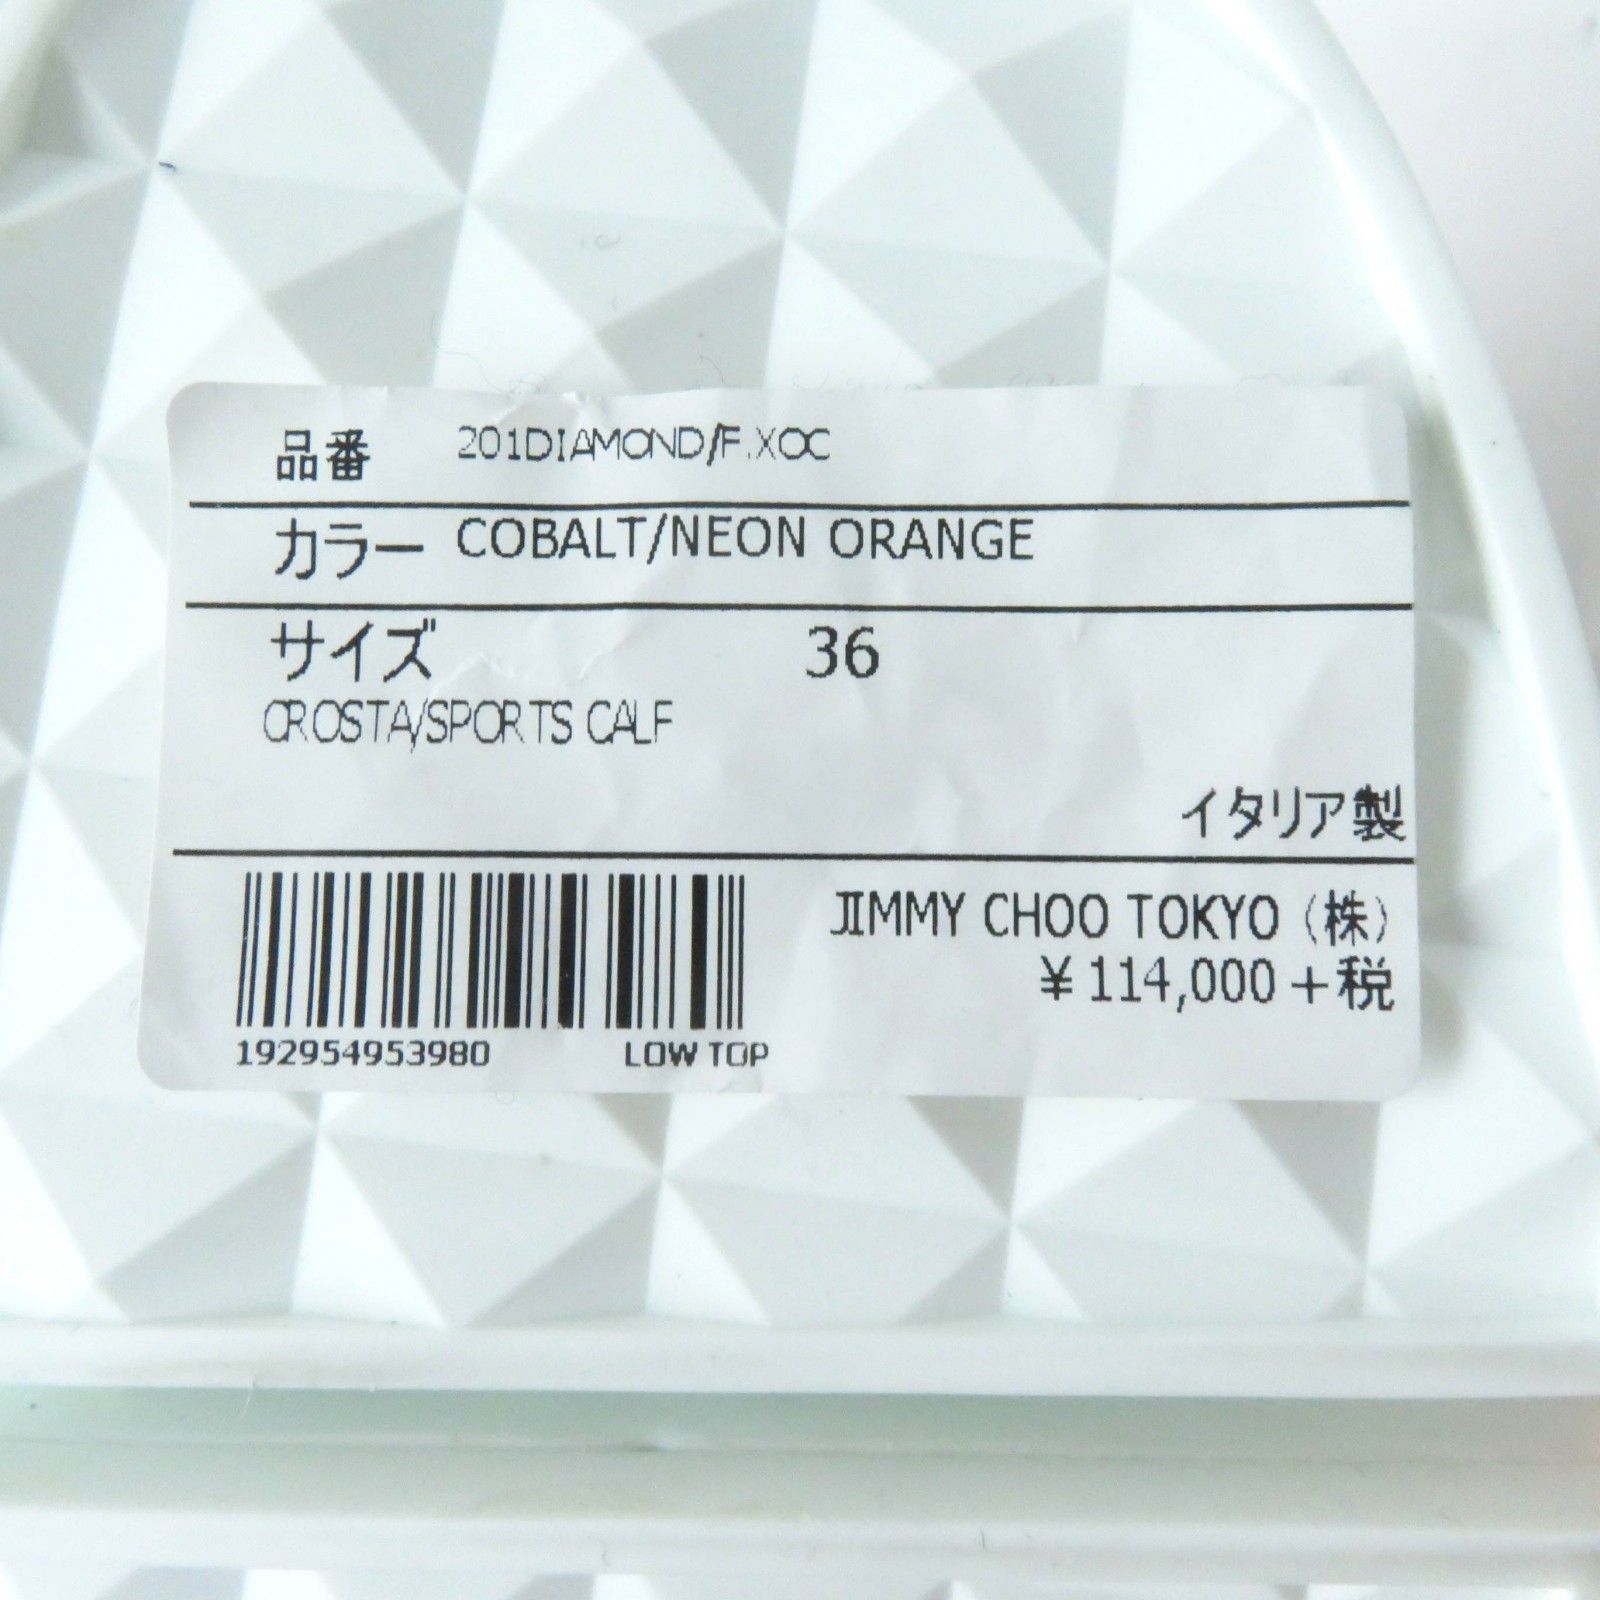 品番 201DIAMOND/F.XOC
カラー COBALT/NEON ORANGE
サイズ 36
CROSTA/SPORTS CALF
イタリア製
JIMMY CHOO TOKYO（株）
¥114,000＋税
192954953980 LOW TOP